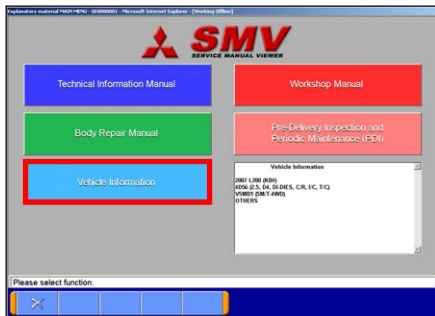 Explanatory material MAIN MENU - SE0000001 - Microsoft Internet Explorer - [Working Offline]
SMV
SERVICE MANUAL VIEWER
Technical Information Manual
Workshop Manual
Body Repair Manual
Pre-Delivery Inspection and
Periodic Maintenance (PDI)
Vehicle Information
Vehicle Information
2007 L200 (KBH)
4D56 (2.5, D4, DI-DIES, C/R, I/C, T/C)
V5MB1 (5M/T-4WD)
OTHERS
Please select function.